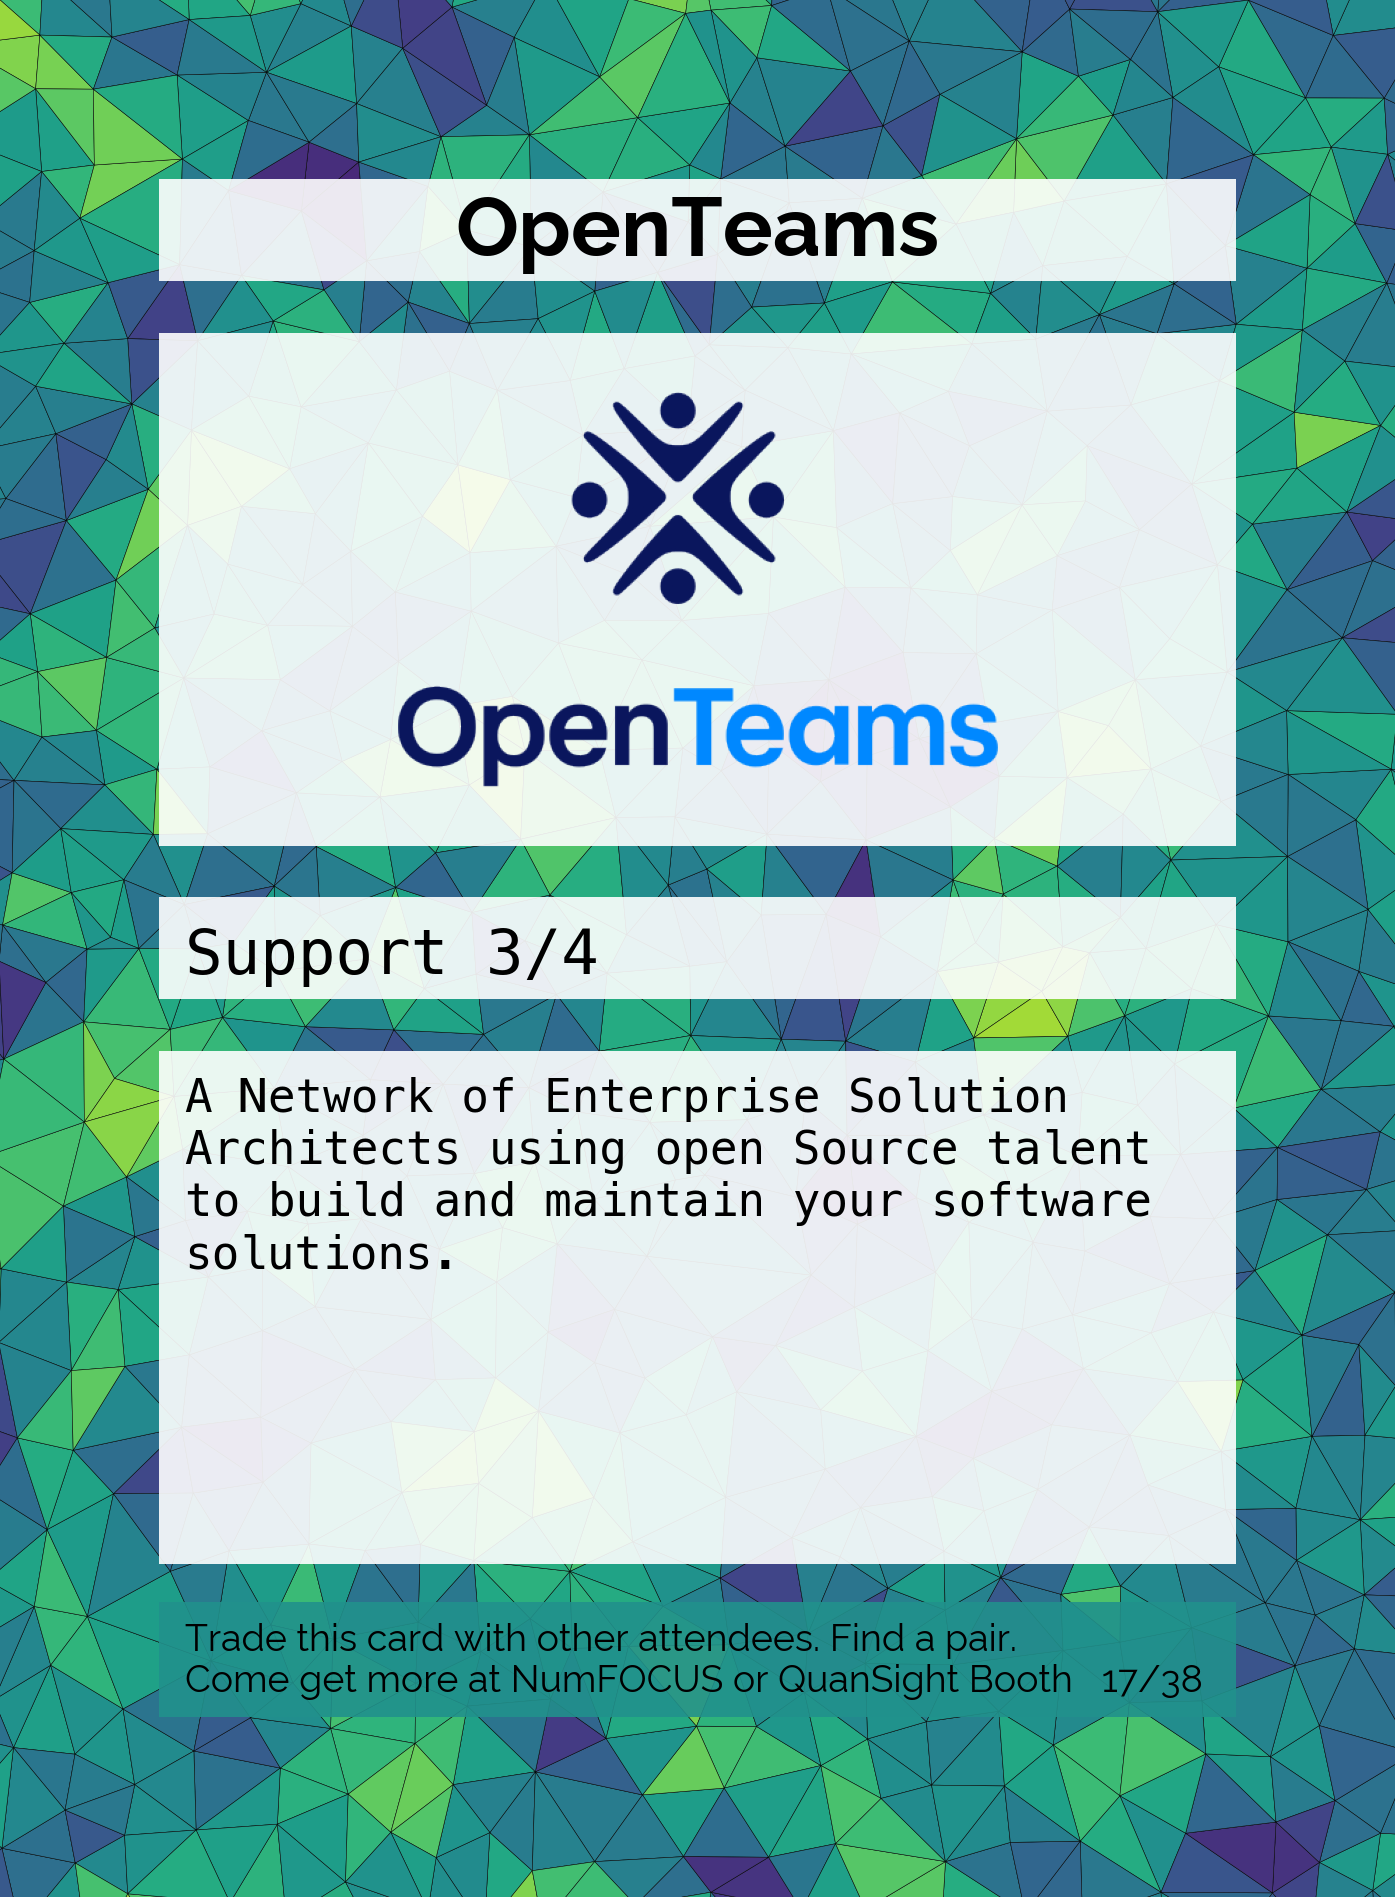 OpenTeams
OpenTeams
Support 3/4
A Network of Enterprise Solution
Architects using open Source talent
to build and maintain your software
solutions.
Trade this card with other attendees. Find a pair.
Come get more at NumFOCUS or QuanSight Booth 17/38